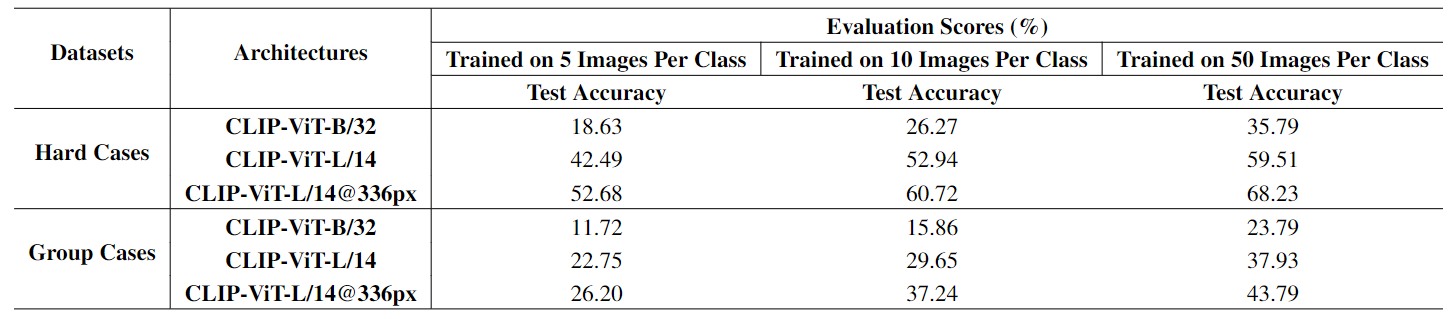 Datasets Architectures Evaluation Scores (%)
Trained on 5 Images Per Class Trained on 10 Images Per Class Trained on 50 Images Per Class
Test Accuracy Test Accuracy Test Accuracy
Hard Cases CLIP-ViT-B/32 18.63 26.27 35.79
CLIP-ViT-L/14 42.49 52.94 59.51
CLIP-ViT-L/14@336px 52.68 60.72 68.23
Group Cases CLIP-ViT-B/32 11.72 15.86 23.79
CLIP-ViT-L/14 22.75 29.65 37.93
CLIP-ViT-L/14@336px 26.20 37.24 43.79